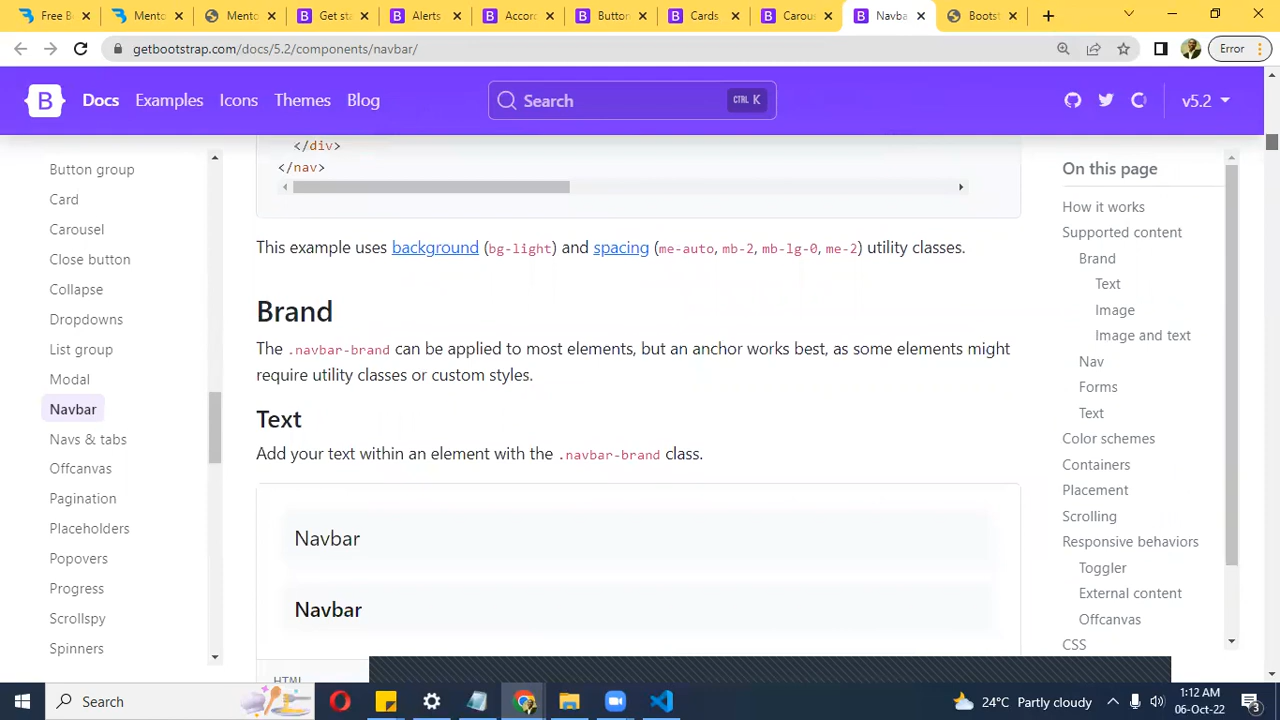 Free B
Mento
Mento
Get sta
Alerts
Accor
Button
Cards
Carous
Navba
Bootst
getbootstrap.com/docs/5.2/components/navbar/
Error
B
Docs
Examples
Icons
Themes
Blog
Search
CTRL K
v5.2
Button group
Card
Carousel
Close button
Collapse
Dropdowns
List group
Modal
Navbar
Navs & tabs
Offcanvas
Pagination
Placeholders
Popovers
Progress
Scrollspy
Spinners
</div>
</nav>
This example uses background (bg-light) and spacing (me-auto, mb-2, mb-lg-0, me-2) utility classes.
Brand
The .navbar-brand can be applied to most elements, but an anchor works best, as some elements might
require utility classes or custom styles.
Text
Add your text within an element with the .navbar-brand class.
Navbar
Navbar
HTML
On this page
How it works
Supported content
Brand
Text
Image
Image and text
Nav
Forms
Text
Color schemes
Containers
Placement
Scrolling
Responsive behaviors
Toggler
External content
Offcanvas
CSS
Search
24°C Partly cloudy
1:12 AM
06-Oct-22
3